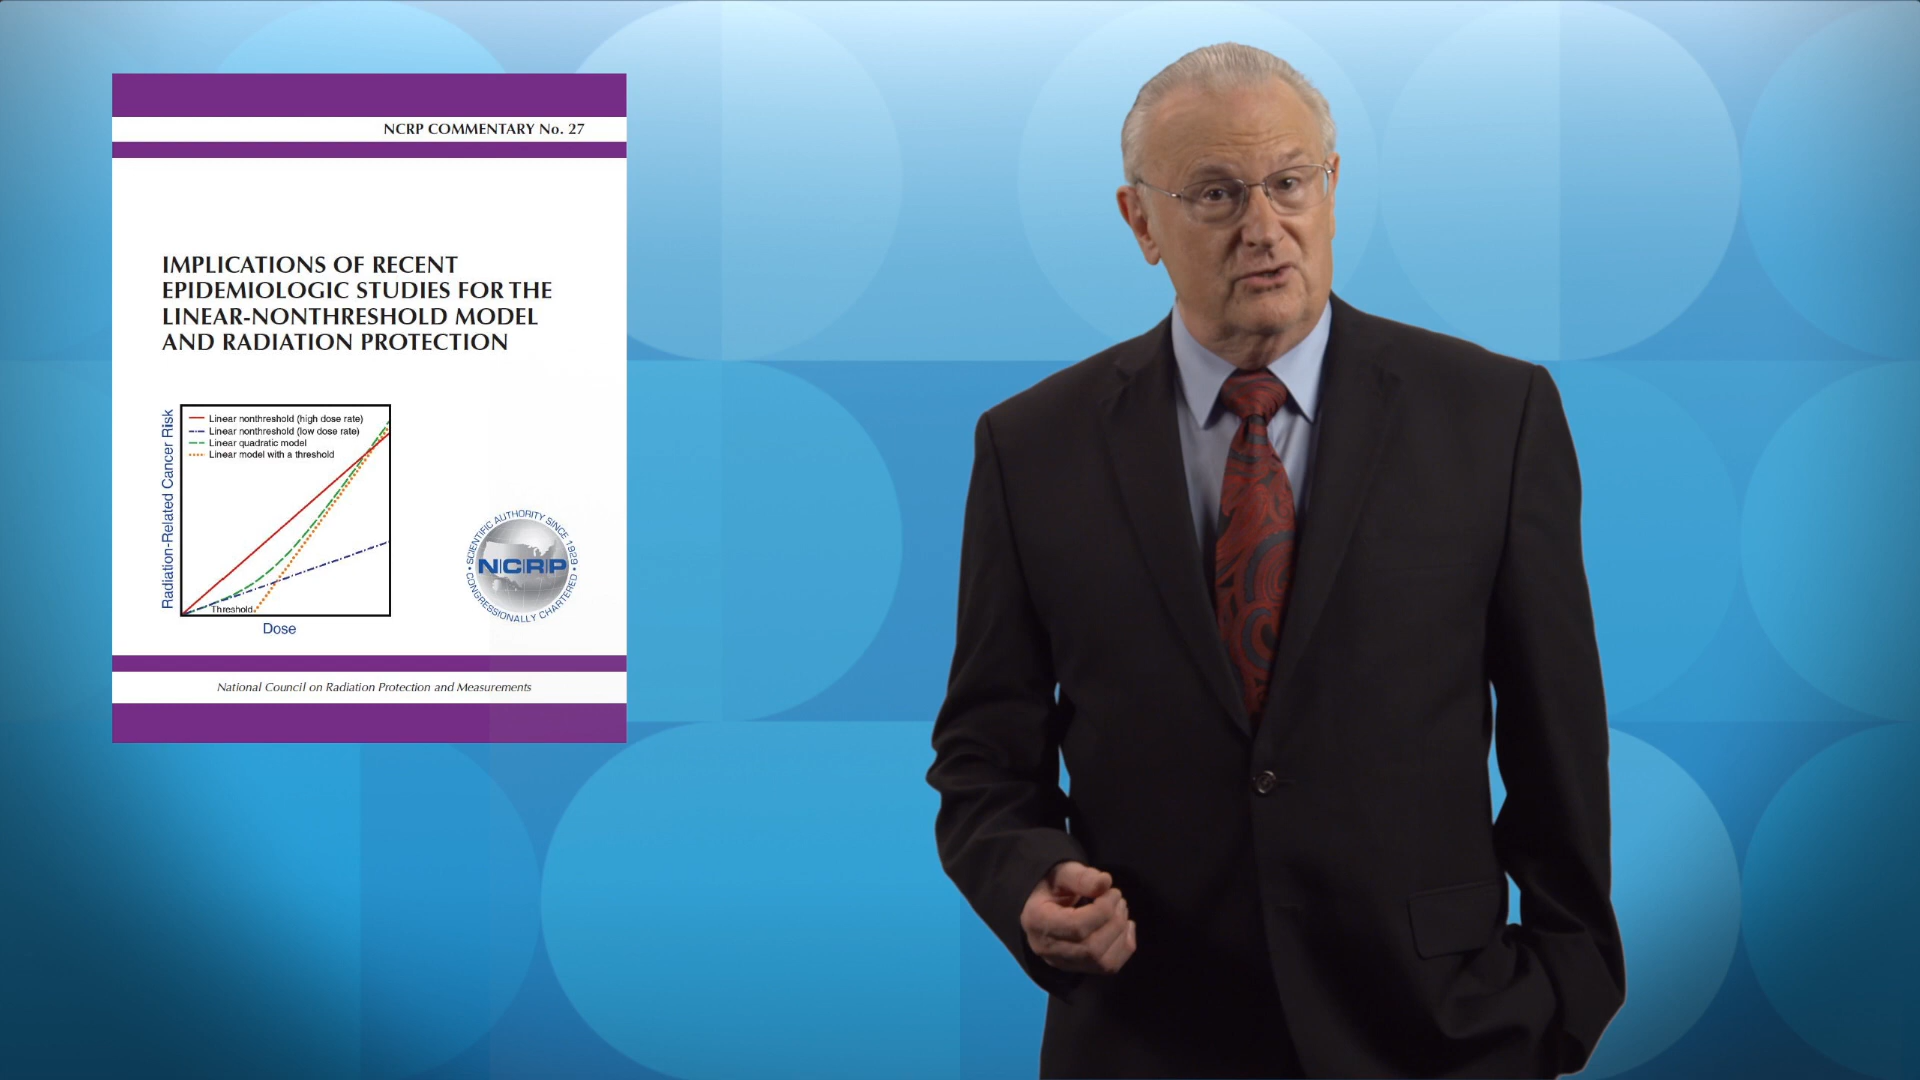 NCRP COMMENTARY No. 27
IMPLICATIONS OF RECENT
EPIDEMIOLOGIC STUDIES FOR THE
LINEAR-NONTHRESHOLD MODEL
AND RADIATION PROTECTION
Radiation-Related Cancer Risk
Linear nonthreshold (high dose rate)
Linear nonthreshold (low dose rate)
Linear quadratic model
Linear model with a threshold
Threshold
Dose
SCIENTIFIC AUTHORITY SINCE 1929
NCRP
CONGRESSIONALLY CHARTERED
National Council on Radiation Protection and Measurements